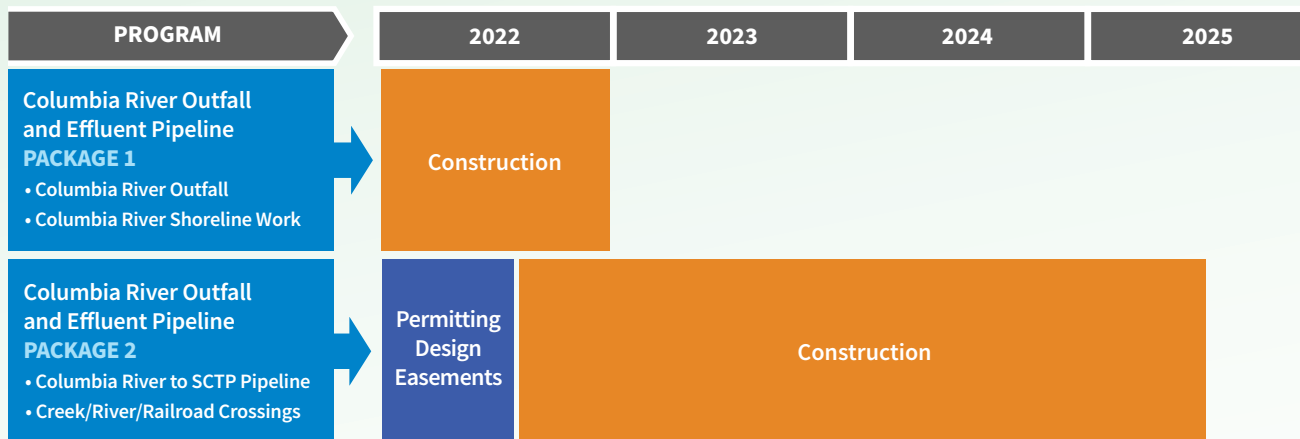 PROGRAM
2022
2023
2024
2025
Columbia River Outfall
and Effluent Pipeline
PACKAGE 1
• Columbia River Outfall
• Columbia River Shoreline Work
Construction
Columbia River Outfall
and Effluent Pipeline
PACKAGE 2
• Columbia River to SCTP Pipeline
• Creek/River/Railroad Crossings
Permitting
Design
Easements
Construction